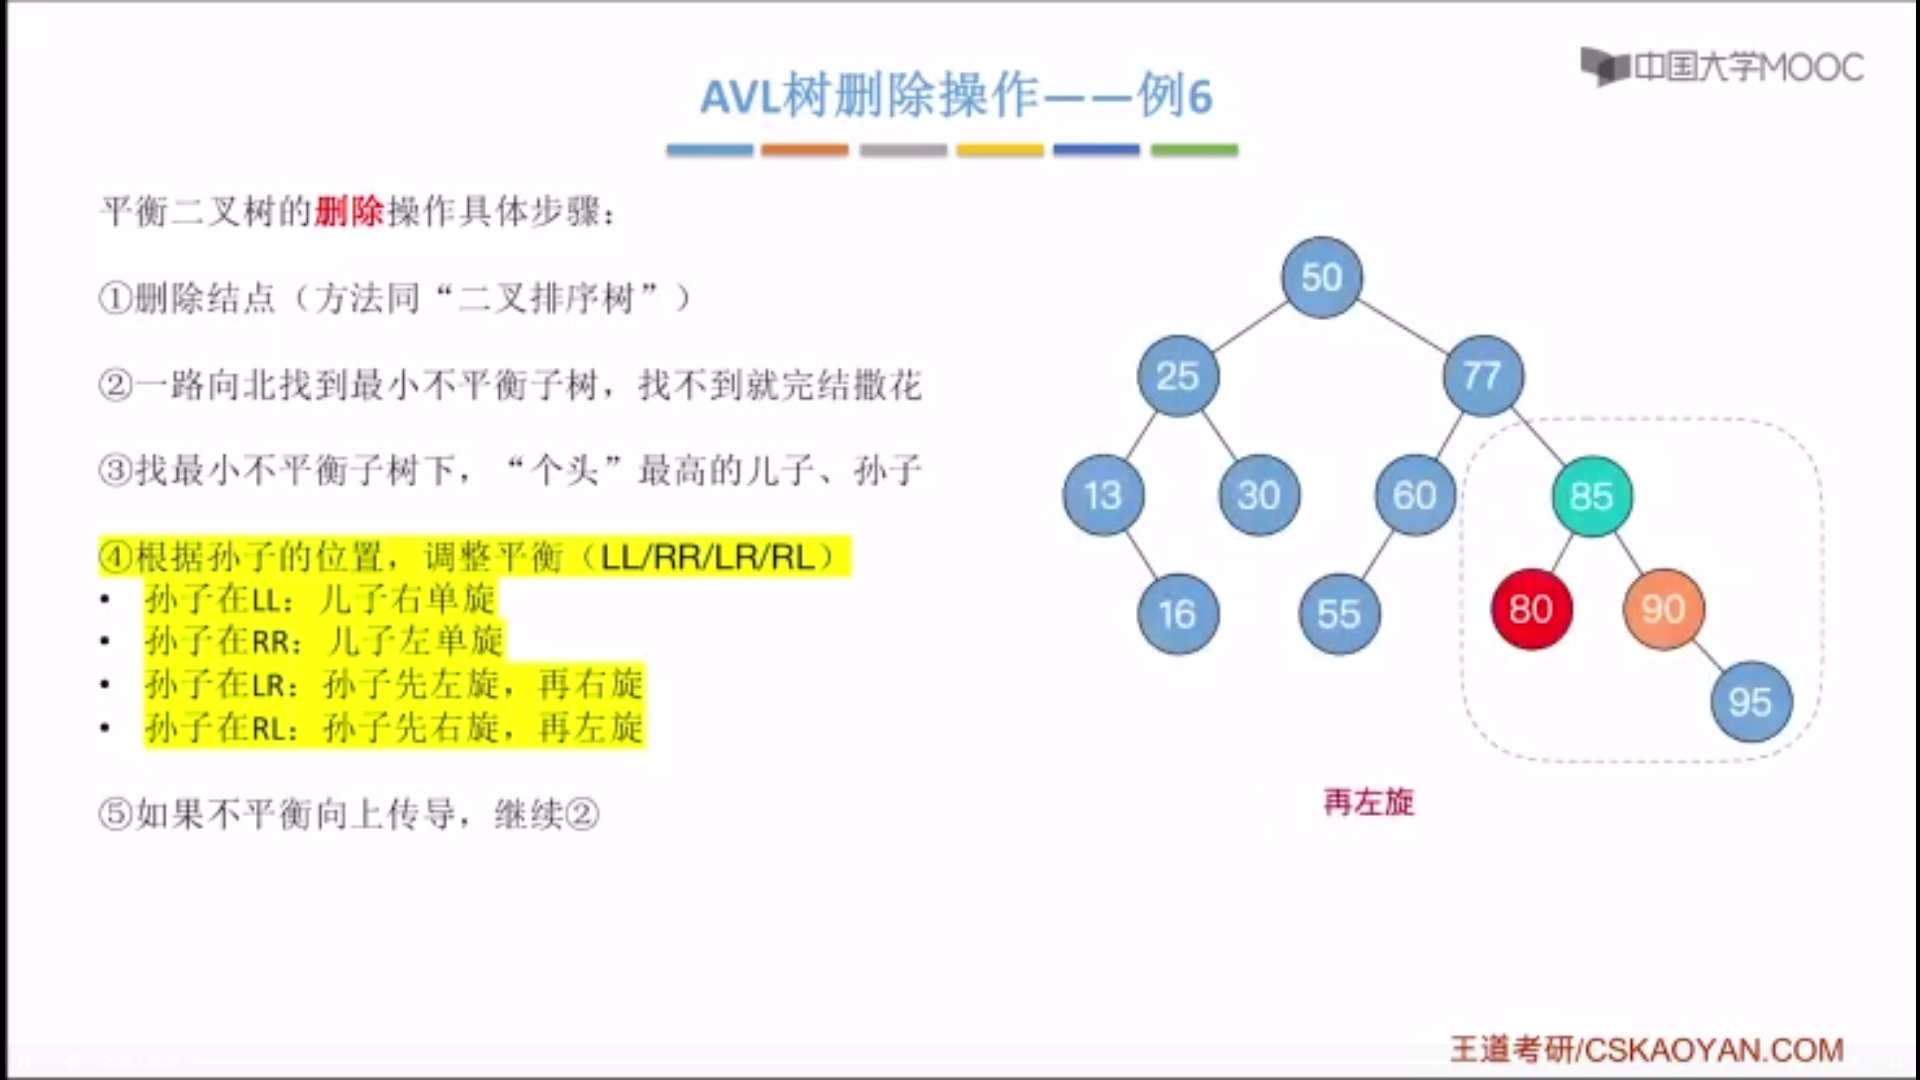 中国大学MOOC
AVL树删除操作——例6
平衡二叉树的删除操作具体步骤：
①删除结点（方法同“二叉排序树”）
②一路向北找到最小不平衡子树，找不到就完结撒花
③找最小不平衡子树下，“个头”最高的儿子、孙子
④根据孙子的位置，调整平衡（LL/RR/LR/RL）
• 孙子在LL：儿子右单旋
• 孙子在RR：儿子左单旋
• 孙子在LR：孙子先左旋，再右旋
• 孙子在RL：孙子先右旋，再左旋
⑤如果不平衡向上传导，继续②
50
25 77
13 30 60 85
16 55 80 90
95
再左旋
王道考研/CSKAOYAN.COM